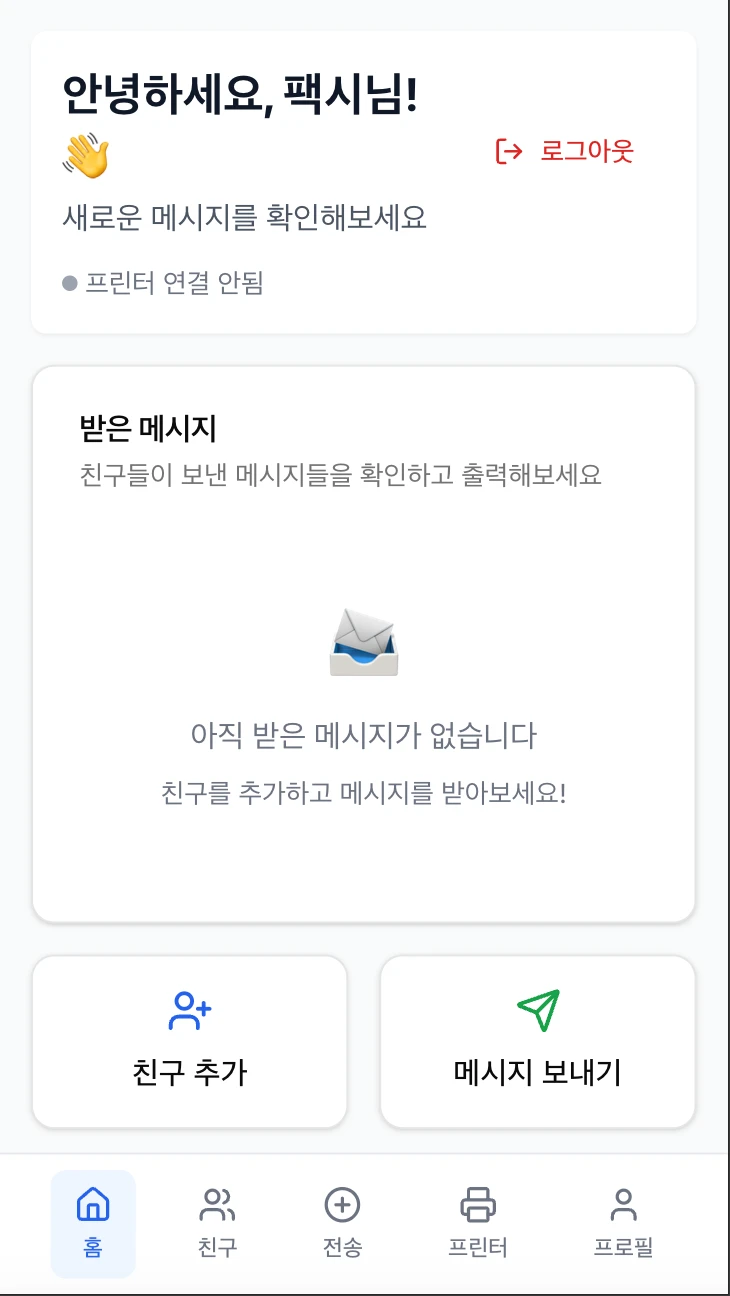 안녕하세요, 팩시님!
👋
로그아웃
새로운 메시지를 확인해보세요
프린터 연결 안됨
받은 메시지
친구들이 보낸 메시지들을 확인하고 출력해보세요
아직 받은 메시지가 없습니다
친구를 추가하고 메시지를 받아보세요!
친구 추가
메시지 보내기
홈
친구
전송
프린터
프로필